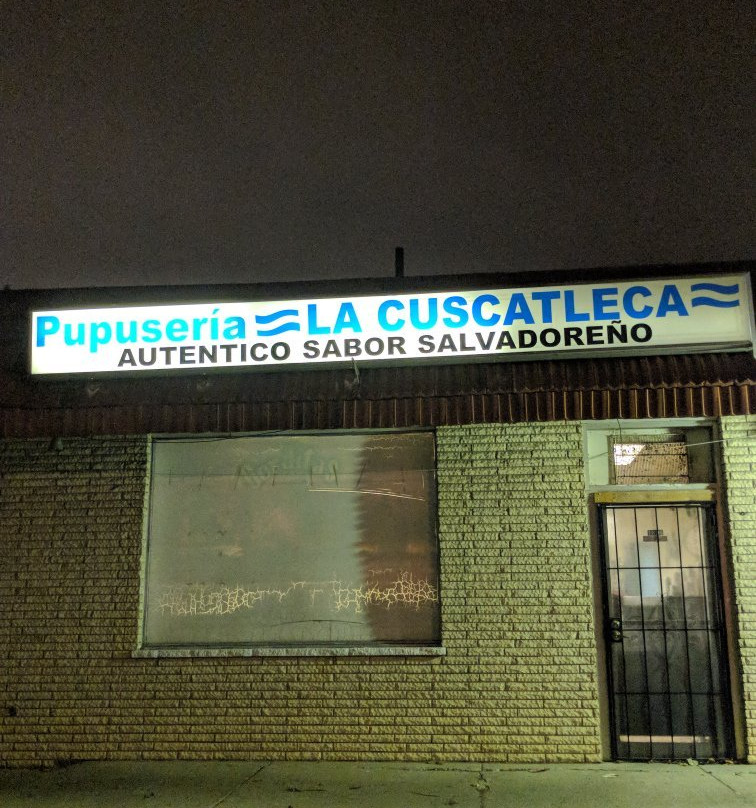 Pupusería LA CUSCATLECA
AUTENTICO SABOR SALVADOREÑO